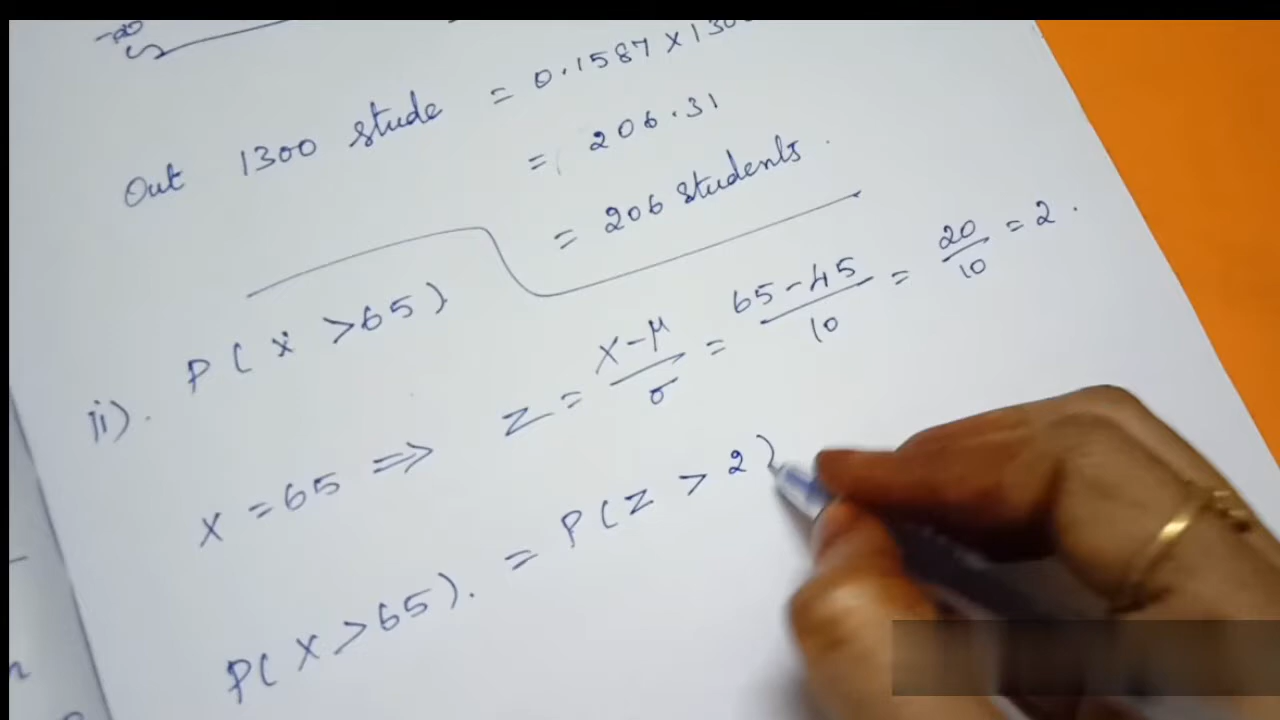 Out 1300 stude = 0.1587 x 130
= 206.31
= 206 students.
ii). P( x >65)
X = 65 ⇒ Z = X-μ/σ = 65-45/10 = 20/10 = 2.
P( X >65). = P( Z > 2)